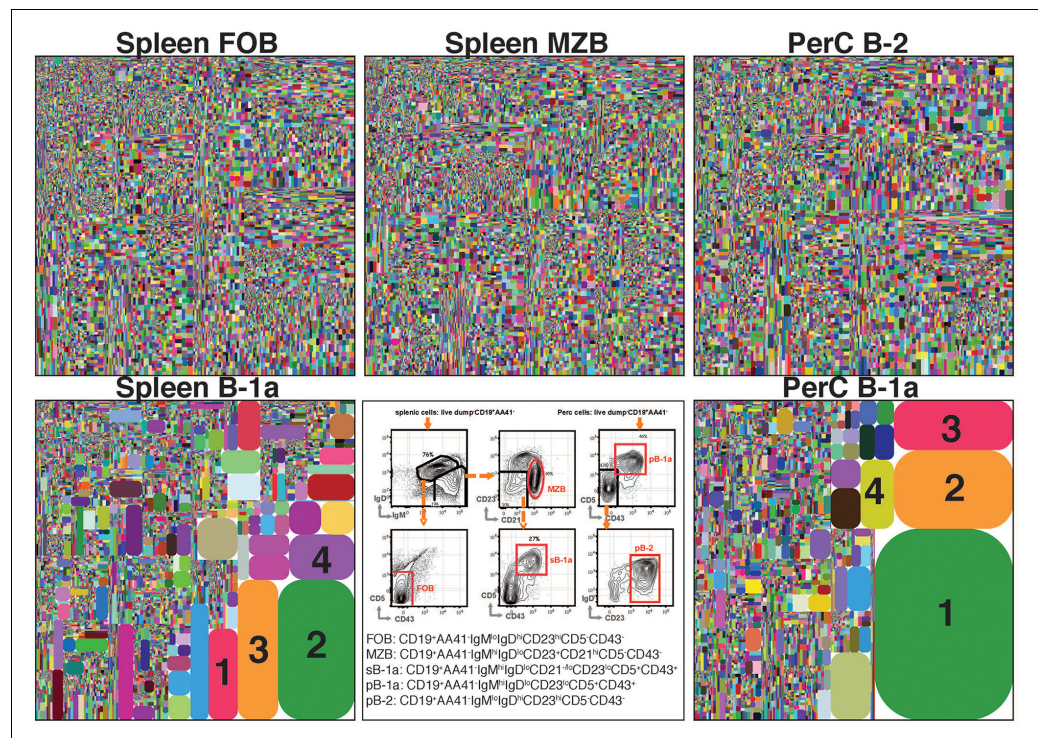 Spleen FOB
Spleen MZB
PerC B-2
Spleen B-1a
PerC B-1a
1
2
3
4
splenic cells: live dump⁻CD19⁺AA41⁻
Perc cells: live dump⁻CD19⁺AA41⁻
76%
IgD
IgM
CD23
CD21
MZB
46%
pB-1a
CD5
CD43
FOB
CD5
CD43
27%
sB-1a
CD5
CD43
pB-2
IgD
CD23
FOB: CD19⁺AA41⁻IgMˡᵒIgDʰⁱCD23ʰⁱCD5⁻CD43⁻
MZB: CD19⁺AA41⁻IgMʰⁱIgDˡᵒCD23⁺CD21ʰⁱCD5⁻CD43⁻
sB-1a: CD19⁺AA41⁻IgMʰⁱIgDˡᵒCD21⁻/ˡᵒCD23ˡᵒCD5⁺CD43⁺
pB-1a: CD19⁺AA41⁻IgMʰⁱIgDˡᵒCD23ˡᵒCD5⁺CD43⁺
pB-2: CD19⁺AA41⁻IgMˡᵒIgDʰⁱCD23ʰⁱCD5⁻CD43⁻
3
2
4
1